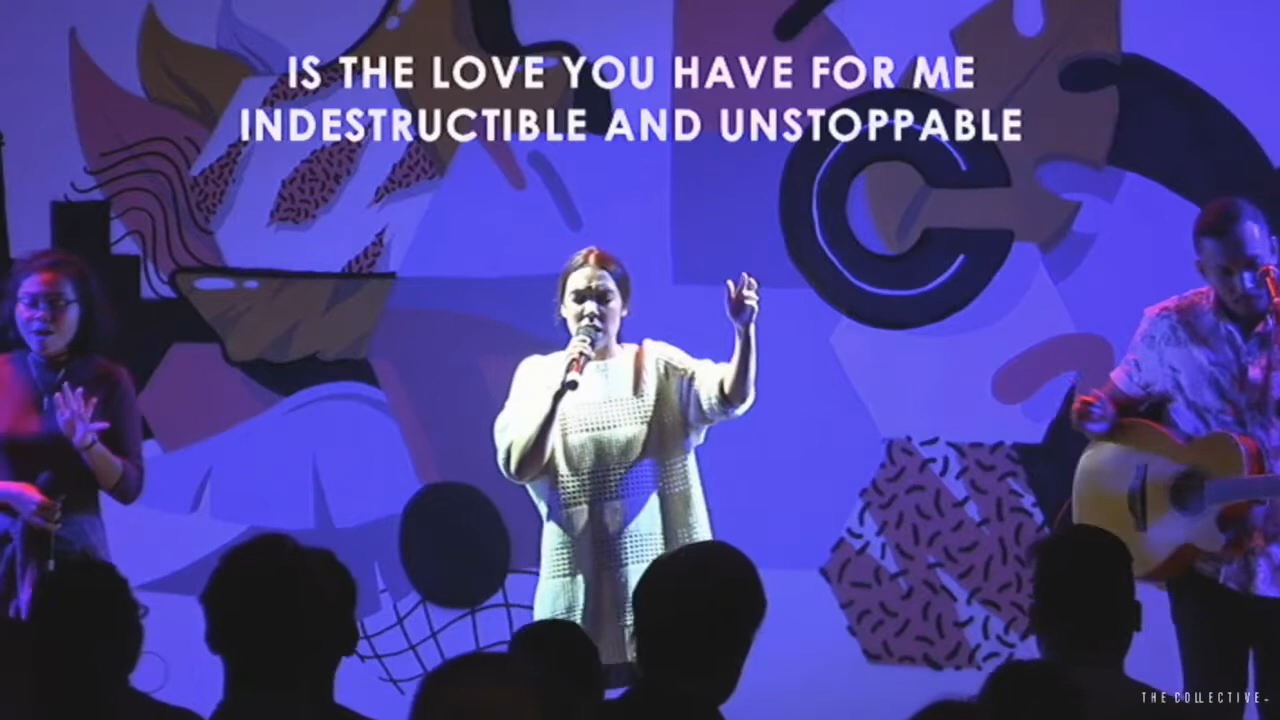 IS THE LOVE YOU HAVE FOR ME
INDESTRUCTIBLE AND UNSTOPPABLE
THE COLLECTIVE